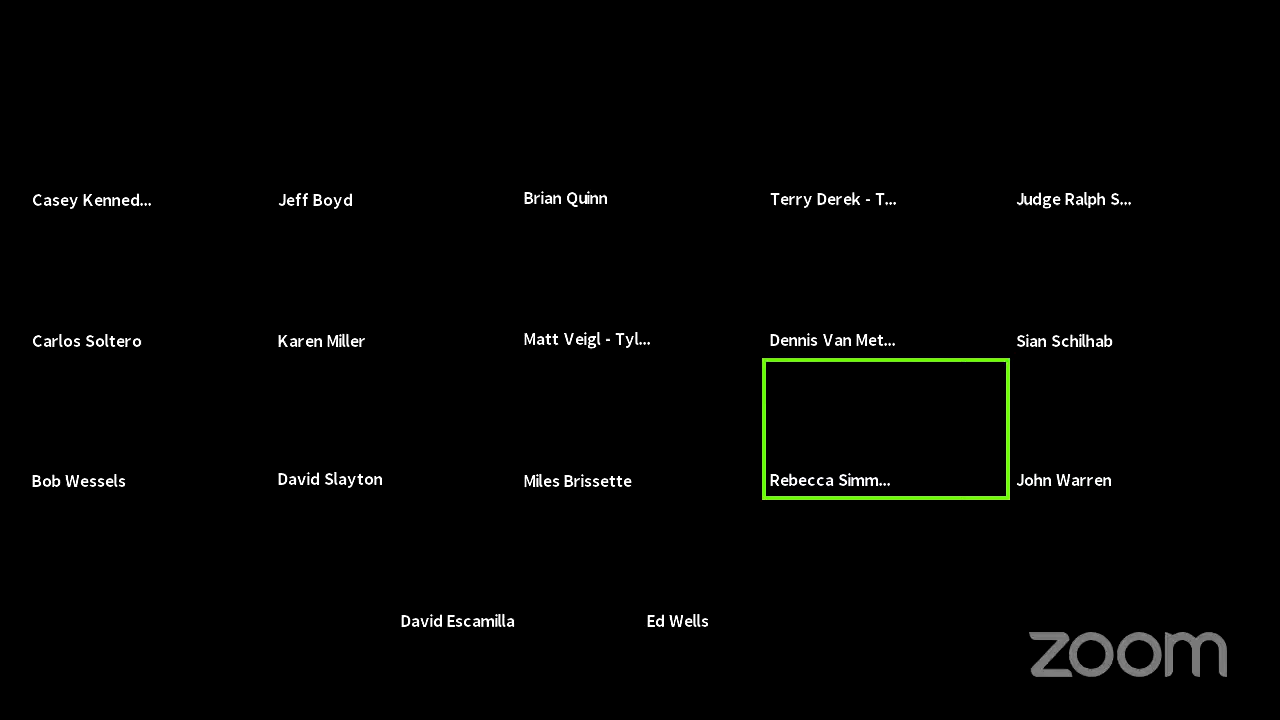 Casey Kenned...
Jeff Boyd
Brian Quinn
Terry Derek - T...
Judge Ralph S...
Carlos Soltero
Karen Miller
Matt Veigl - Tyl...
Dennis Van Met...
Sian Schilhab
Bob Wessels
David Slayton
Miles Brissette
Rebecca Simm...
John Warren
David Escamilla
Ed Wells
zoom